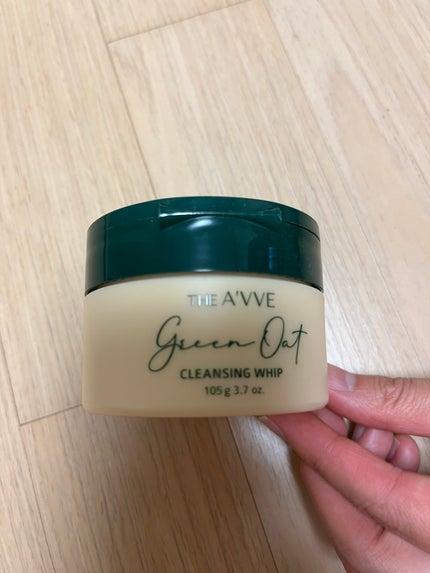 THE A'VVE
Green Oat
CLEANSING WHIP
105g 3.7 oz.